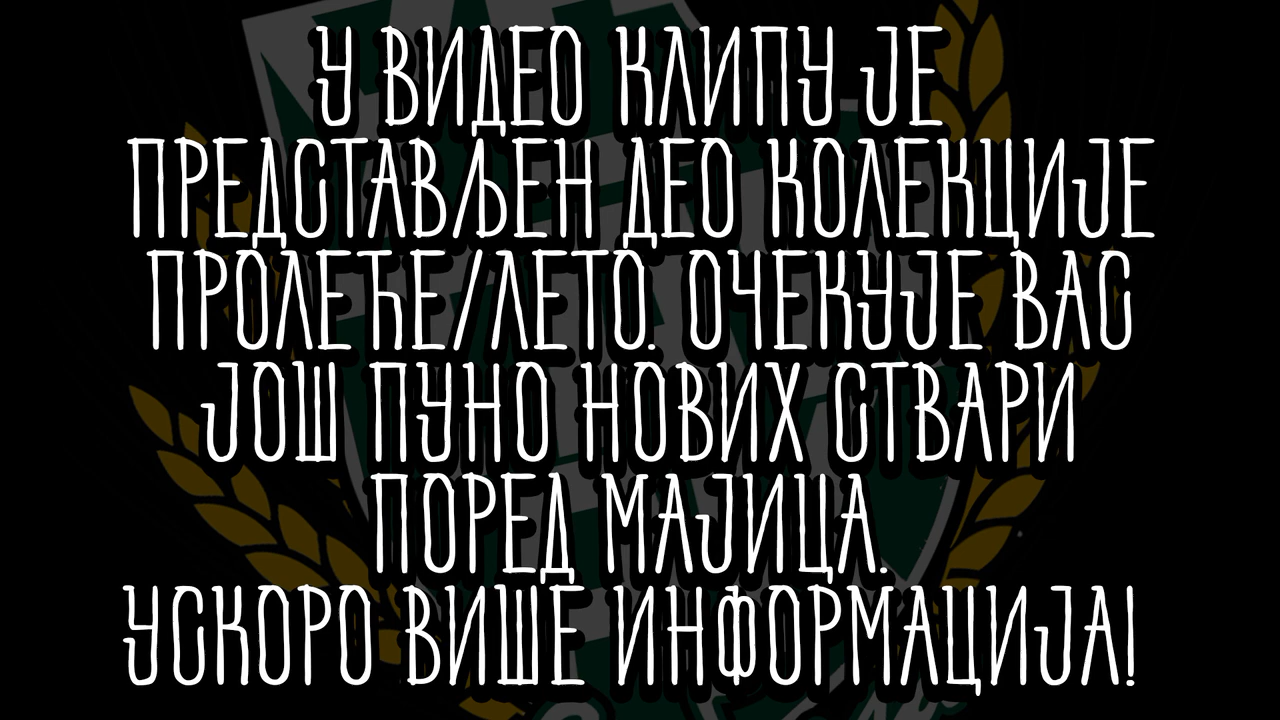 У ВИДЕО КЛИПУ ЈЕ
ПРЕДСТАВЉЕН ДЕО КОЛЕКЦИЈЕ
ПРОЛЕЋЕ/ЛЕТО. ОЧЕКУЈЕ ВАС
ЈОШ ПУНО НОВИХ СТВАРИ
ПОРЕД МАЈИЦА.
УСКОРО ВИШЕ ИНФОРМАЦИЈА!